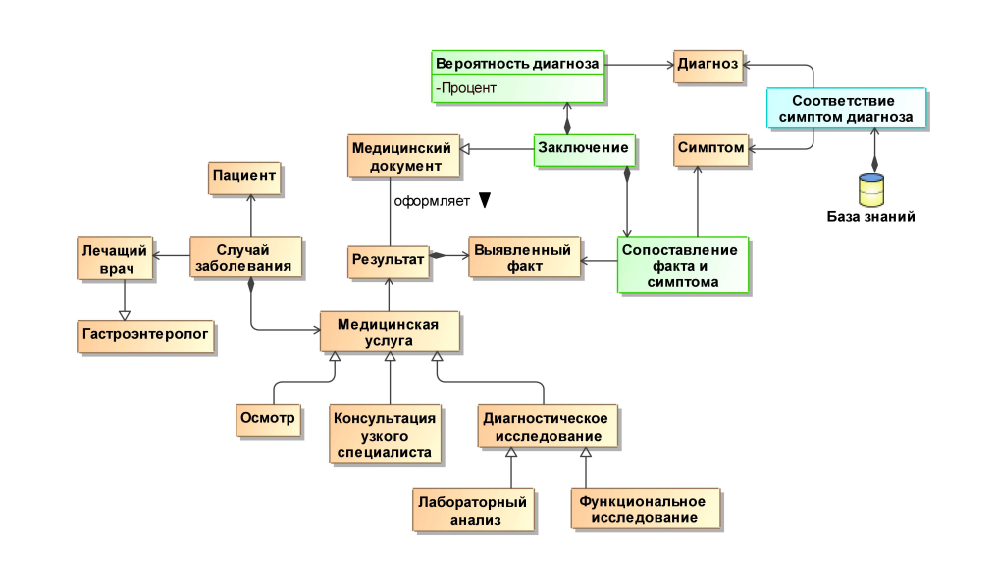 Вероятность диагноза
-Процент
Диагноз
Соответствие
симптом диагноза
Медицинский
документ
Заключение
Симптом
Пациент
База знаний
оформляет
Лечащий
врач
Случай
заболевания
Результат
Выявленный
факт
Сопоставление
факта и
симптома
Гастроэнтеролог
Медицинская
услуга
Осмотр
Консультация
узкого
специалиста
Диагностическое
исследование
Лабораторный
анализ
Функциональное
исследование